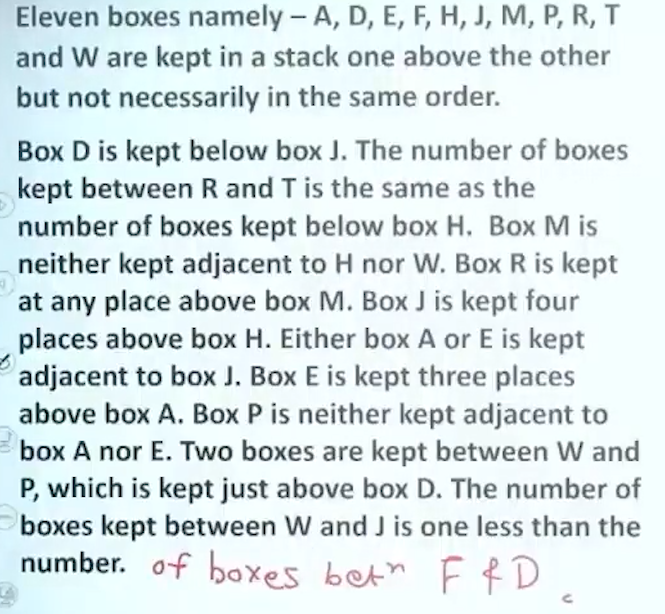 Eleven boxes namely – A, D, E, F, H, J, M, P, R, T
and W are kept in a stack one above the other
but not necessarily in the same order.
Box D is kept below box J. The number of boxes
kept between R and T is the same as the
number of boxes kept below box H. Box M is
neither kept adjacent to H nor W. Box R is kept
at any place above box M. Box J is kept four
places above box H. Either box A or E is kept
adjacent to box J. Box E is kept three places
above box A. Box P is neither kept adjacent to
box A nor E. Two boxes are kept between W and
P, which is kept just above box D. The number of
boxes kept between W and J is one less than the
number. of boxes betn F & D